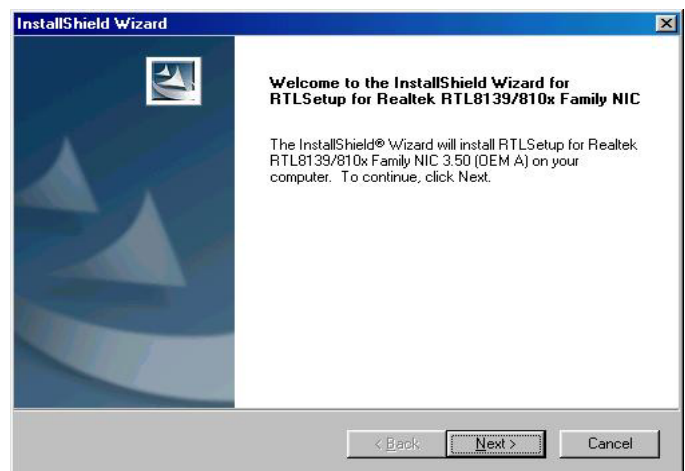 InstallShield Wizard
Welcome to the InstallShield Wizard for
RTLSetup for Realtek RTL8139/810x Family NIC
The InstallShield® Wizard will install RTLSetup for Realtek
RTL8139/810x Family NIC 3.50 (OEM A) on your
computer. To continue, click Next.
< Back Next > Cancel